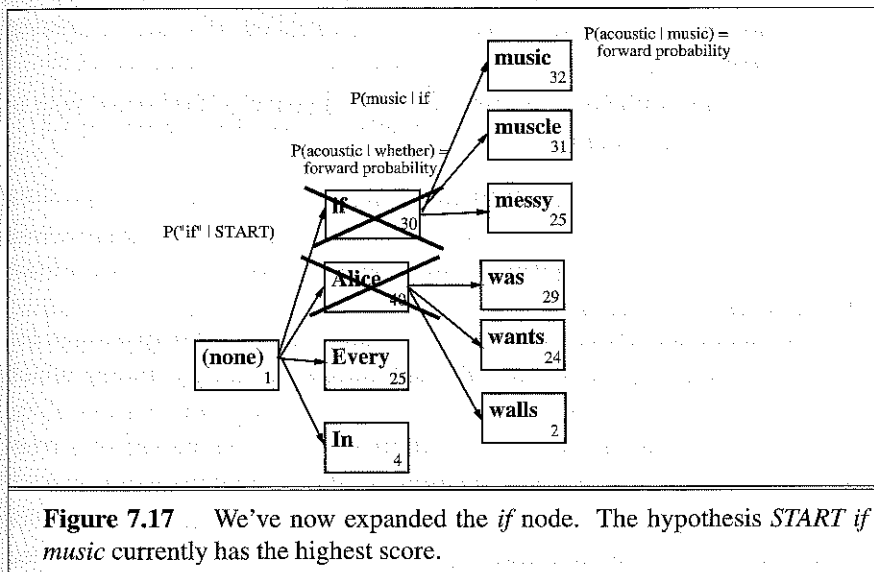 P(acoustic | music) =
forward probability
music
32
P(music | if
muscle
31
P(acoustic | whether) =
forward probability
if
30
messy
25
P("if" | START)
Alice
40
was
29
wants
24
(none)
1
Every
25
walls
2
In
4
Figure 7.17 We've now expanded the if node. The hypothesis START if
music currently has the highest score.